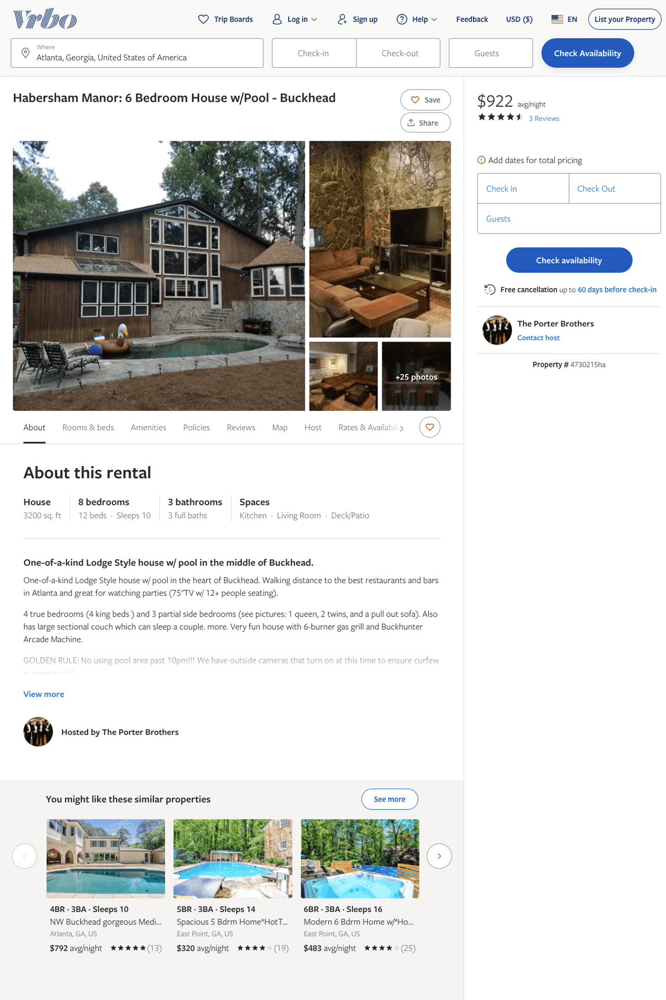 Vrbo
Trip Boards
Log in
Sign up
Help
Feedback
USD ($)
EN
List your Property
Where
Atlanta, Georgia, United States of America
Check-in
Check-out
Guests
Check Availability
Habersham Manor: 6 Bedroom House w/Pool - Buckhead
Save
Share
$922 avg/night
3 Reviews
Add dates for total pricing
Check In
Check Out
Guests
Check availability
Free cancellation up to 60 days before check-in
The Porter Brothers
Contact host
Property # 4730215ha
+25 photos
About
Rooms & beds
Amenities
Policies
Reviews
Map
Host
Rates & Availabili
About this rental
House
3200 sq. ft
8 bedrooms
12 beds · Sleeps 10
3 bathrooms
3 full baths
Spaces
Kitchen · Living Room · Deck/Patio
One-of-a-kind Lodge Style house w/ pool in the middle of Buckhead.
One-of-a-kind Lodge Style house w/ pool in the heart of Buckhead. Walking distance to the best restaurants and bars
in Atlanta and great for watching parties (75"TV w/ 12+ people seating).
4 true bedrooms (4 king beds ) and 3 partial side bedrooms (see pictures: 1 queen, 2 twins, and a pull out sofa). Also
has large sectional couch which can sleep a couple. more. Very fun house with 6-burner gas grill and Buckhunter
Arcade Machine.
GOLDEN RULE: No using pool area past 10pm!!! We have outside cameras that turn on at this time to ensure curfew
in maintained!
View more
Hosted by The Porter Brothers
You might like these similar properties
See more
4BR · 3BA · Sleeps 10
NW Buckhead gorgeous Medi...
Atlanta, GA, US
$792 avg/night
(13)
5BR · 3BA · Sleeps 14
Spacious 5 Bdrm Home*HotT...
East Point, GA, US
$320 avg/night
(19)
6BR · 3BA · Sleeps 16
Modern 6 Bdrm Home w/*Ho...
East Point, GA, US
$483 avg/night
(25)